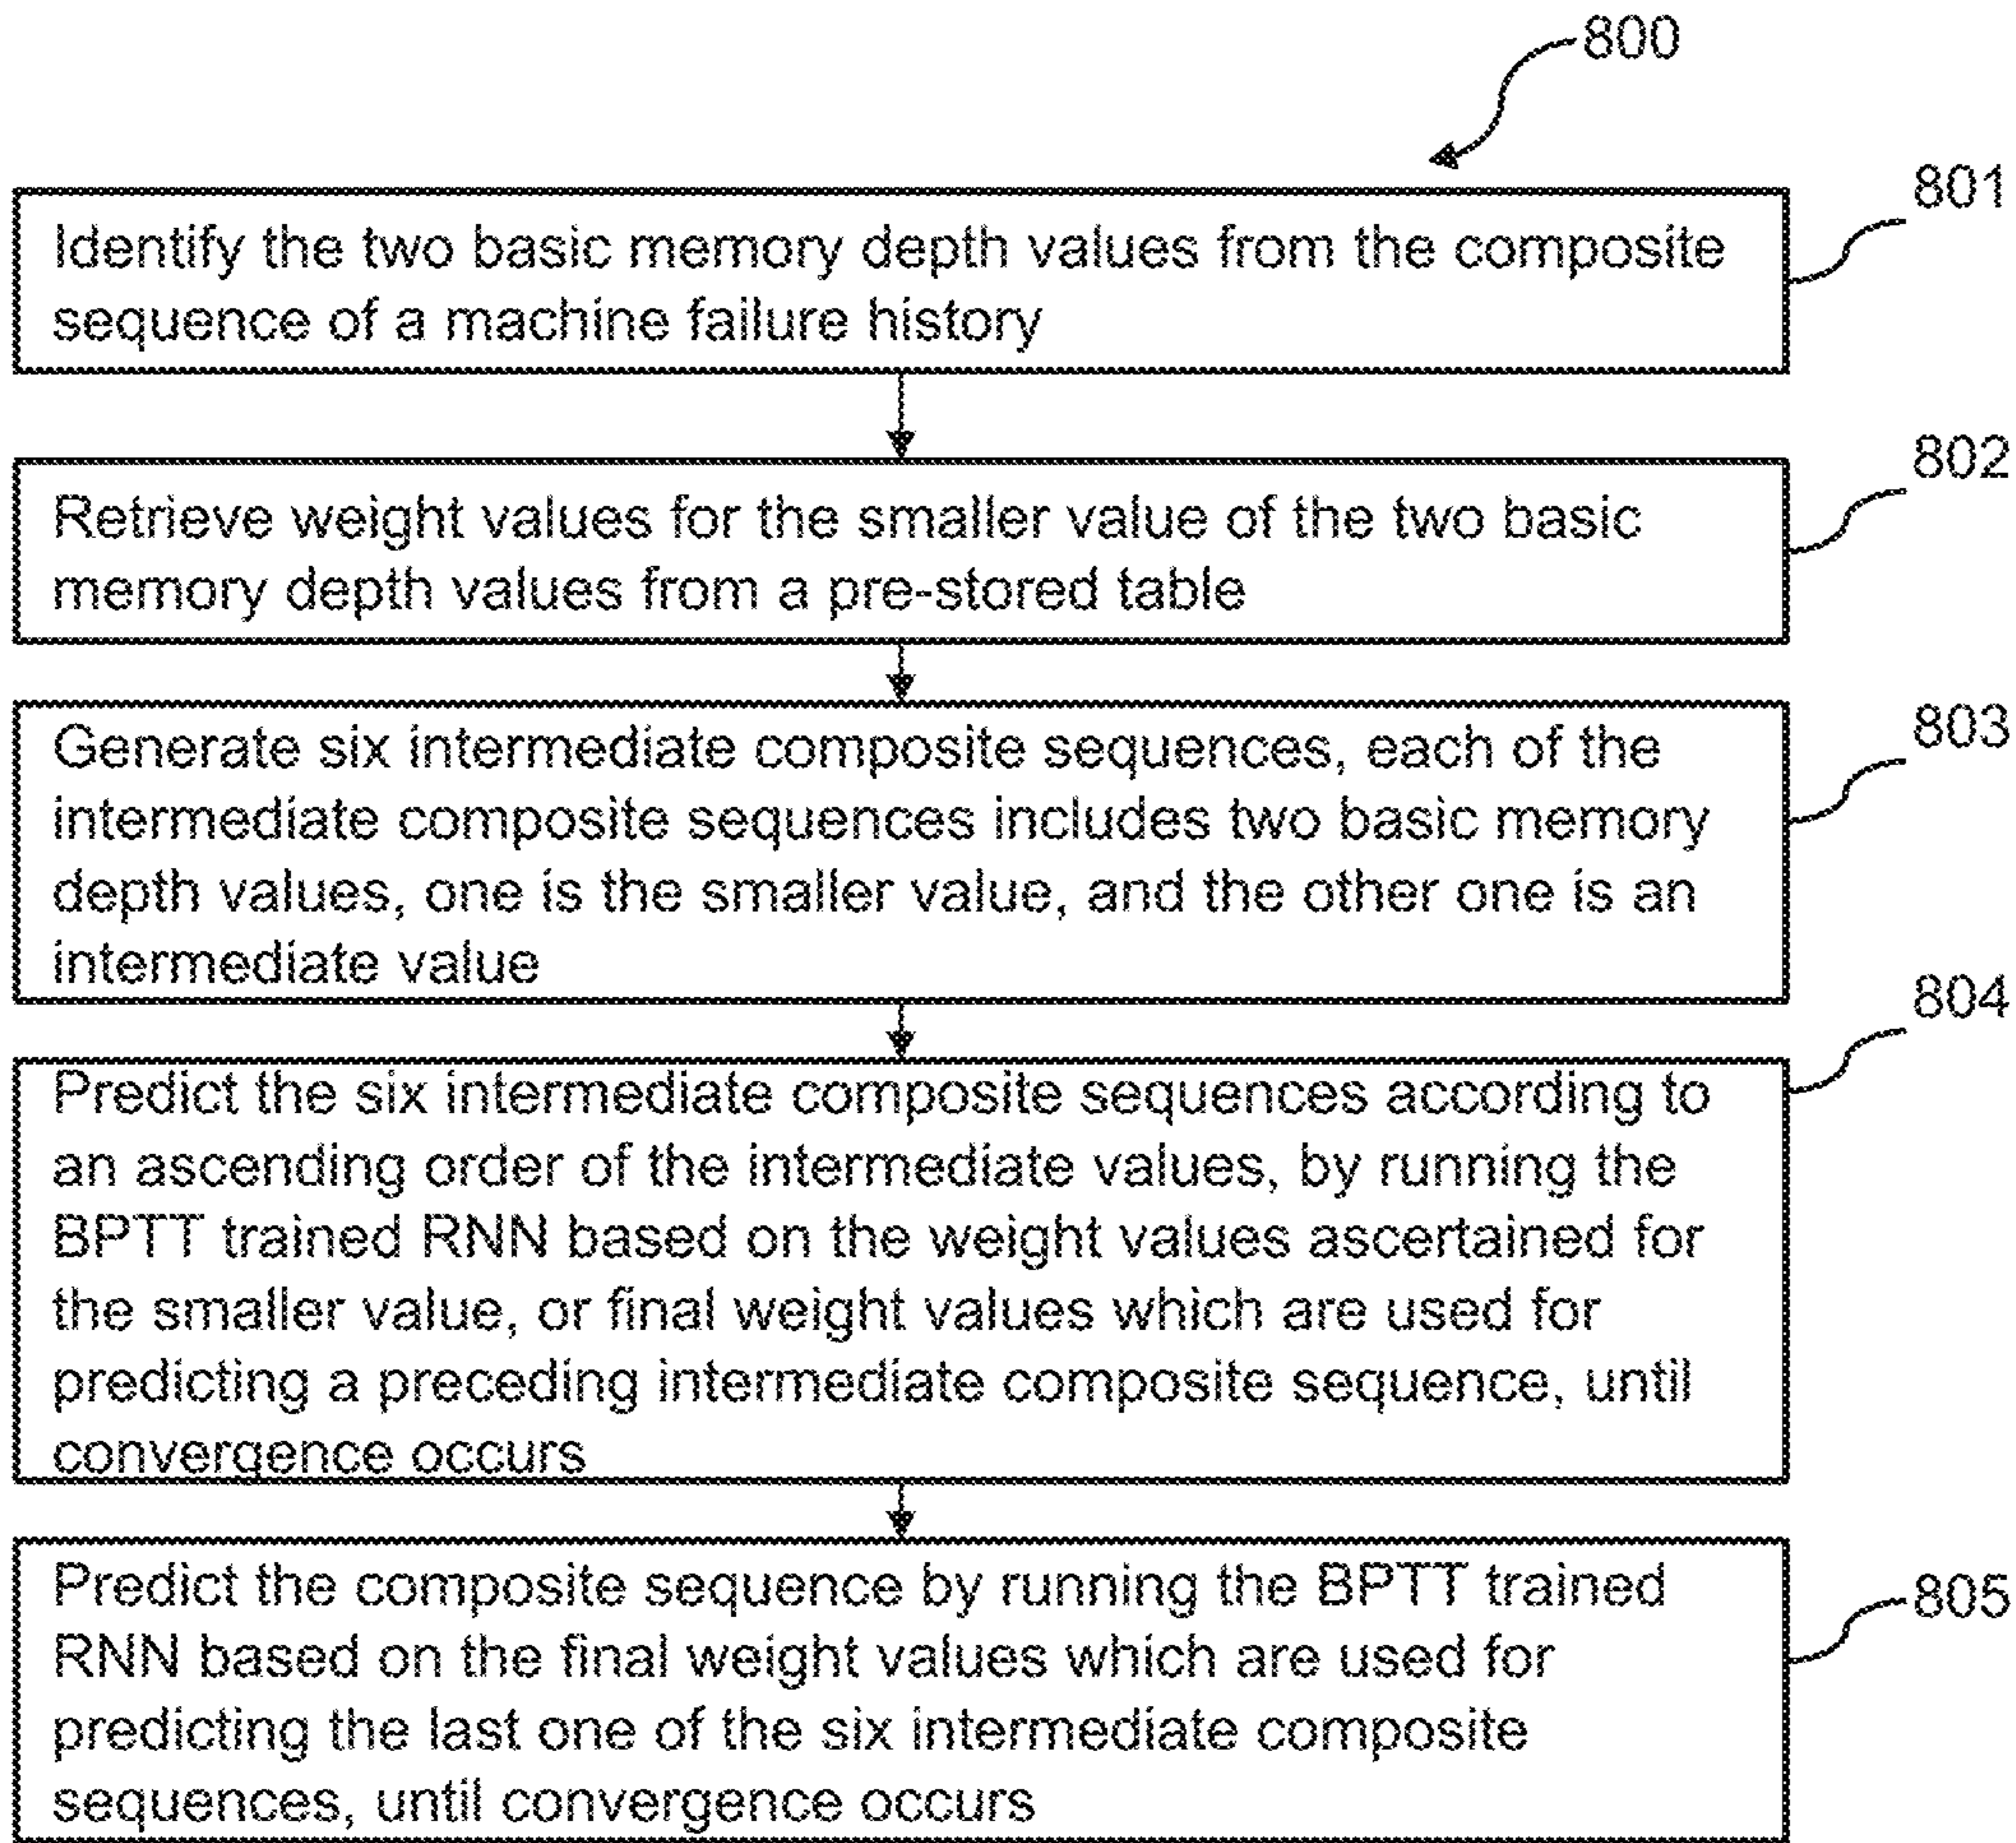 800
801
Identify the two basic memory depth values from the composite
sequence of a machine failure history
802
Retrieve weight values for the smaller value of the two basic
memory depth values from a pre-stored table
803
Generate six intermediate composite sequences, each of the
intermediate composite sequences includes two basic memory
depth values, one is the smaller value, and the other one is an
intermediate value
804
Predict the six intermediate composite sequences according to
an ascending order of the intermediate values, by running the
BPTT trained RNN based on the weight values ascertained for
the smaller value, or final weight values which are used for
predicting a preceding intermediate composite sequence, until
convergence occurs
805
Predict the composite sequence by running the BPTT trained
RNN based on the final weight values which are used for
predicting the last one of the six intermediate composite
sequences, until convergence occurs